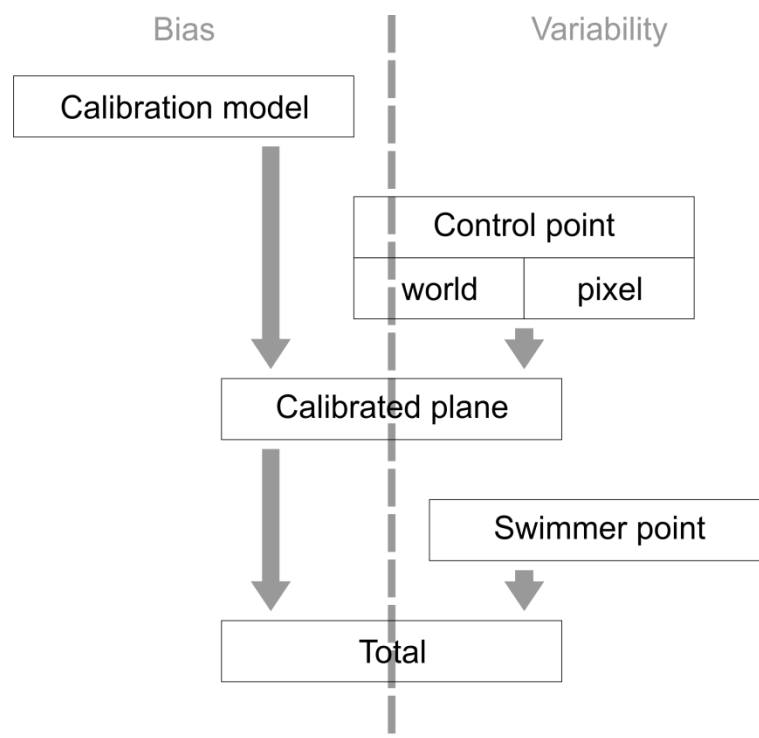 Bias
Variability
Calibration model
Control point
world
pixel
Calibrated plane
Swimmer point
Total